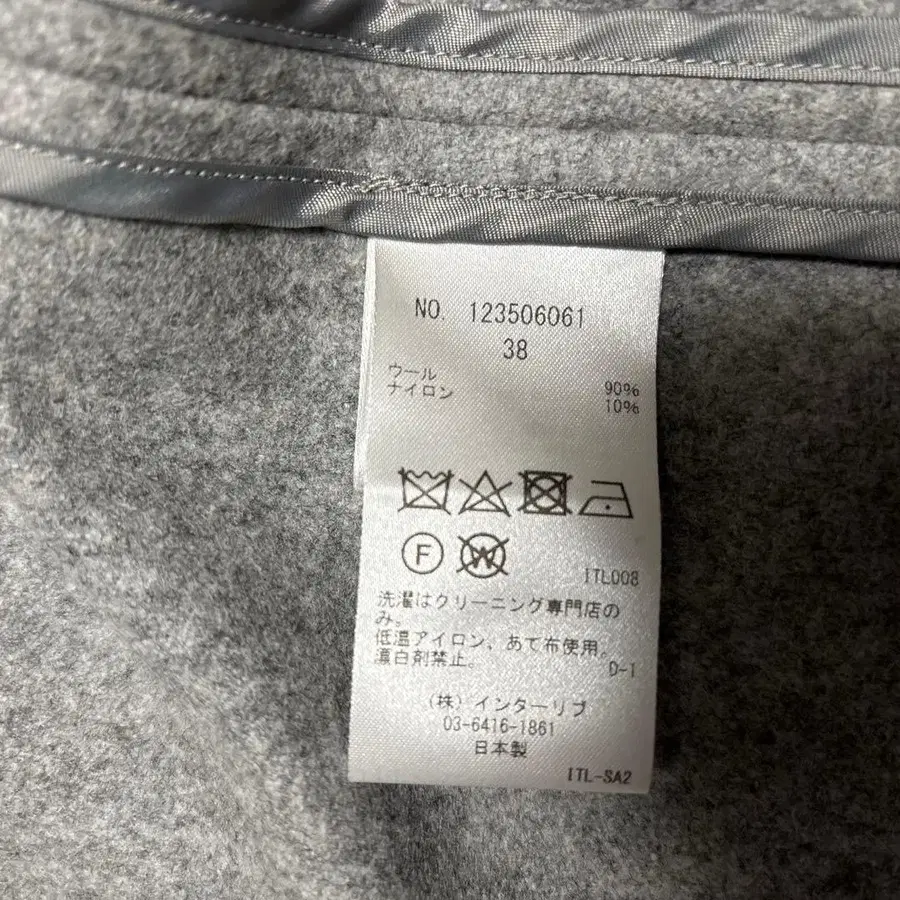 NO. 123506061
38
ウール 90%
ナイロン 10%
F W
ITL008
洗濯はクリーニング専門店の
み。
低温アイロン、あて布使用。
漂白剤禁止。 D-I
(株)インターリブ
03-6416-1861
日本製
ITL-SA2